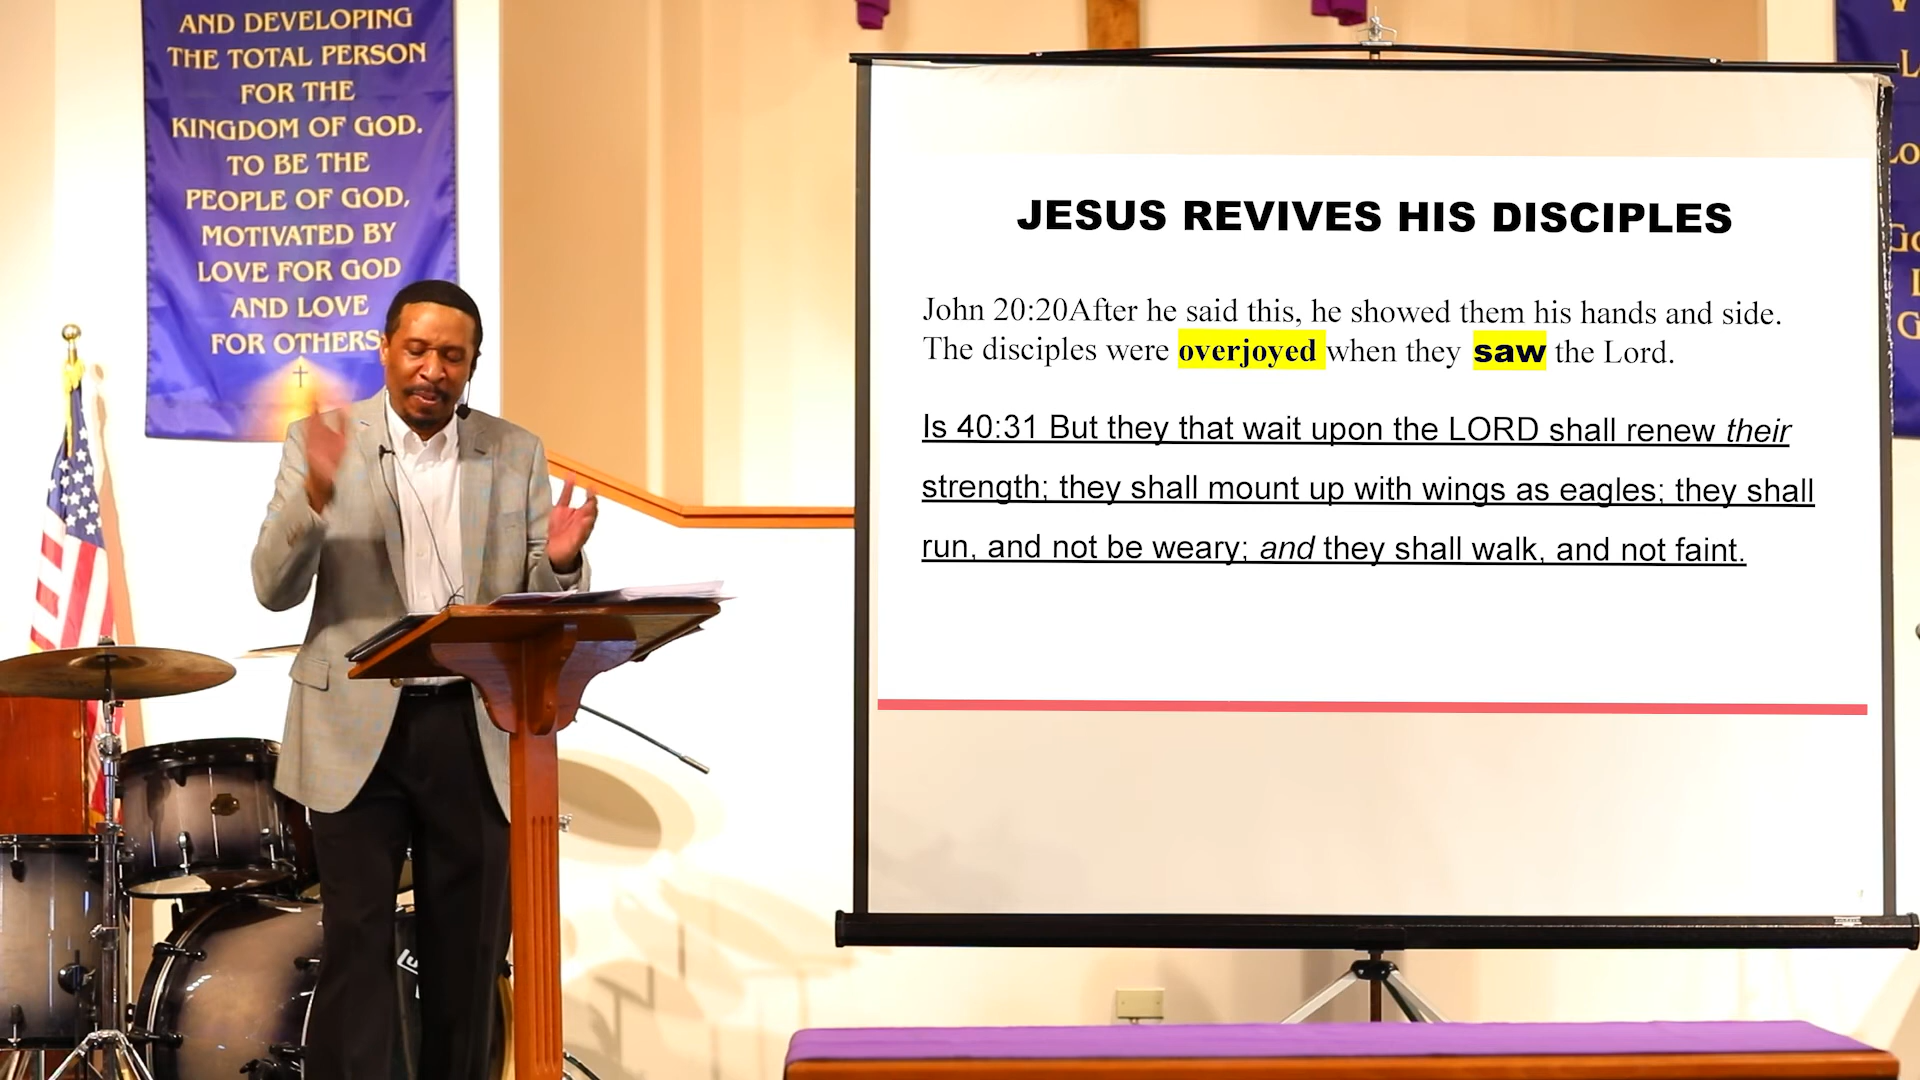 AND DEVELOPING
THE TOTAL PERSON
FOR THE
KINGDOM OF GOD.
TO BE THE
PEOPLE OF GOD,
MOTIVATED BY
LOVE FOR GOD
AND LOVE
FOR OTHERS
JESUS REVIVES HIS DISCIPLES
John 20:20After he said this, he showed them his hands and side.
The disciples were overjoyed when they saw the Lord.
Is 40:31 But they that wait upon the LORD shall renew their
strength; they shall mount up with wings as eagles; they shall
run, and not be weary; and they shall walk, and not faint.